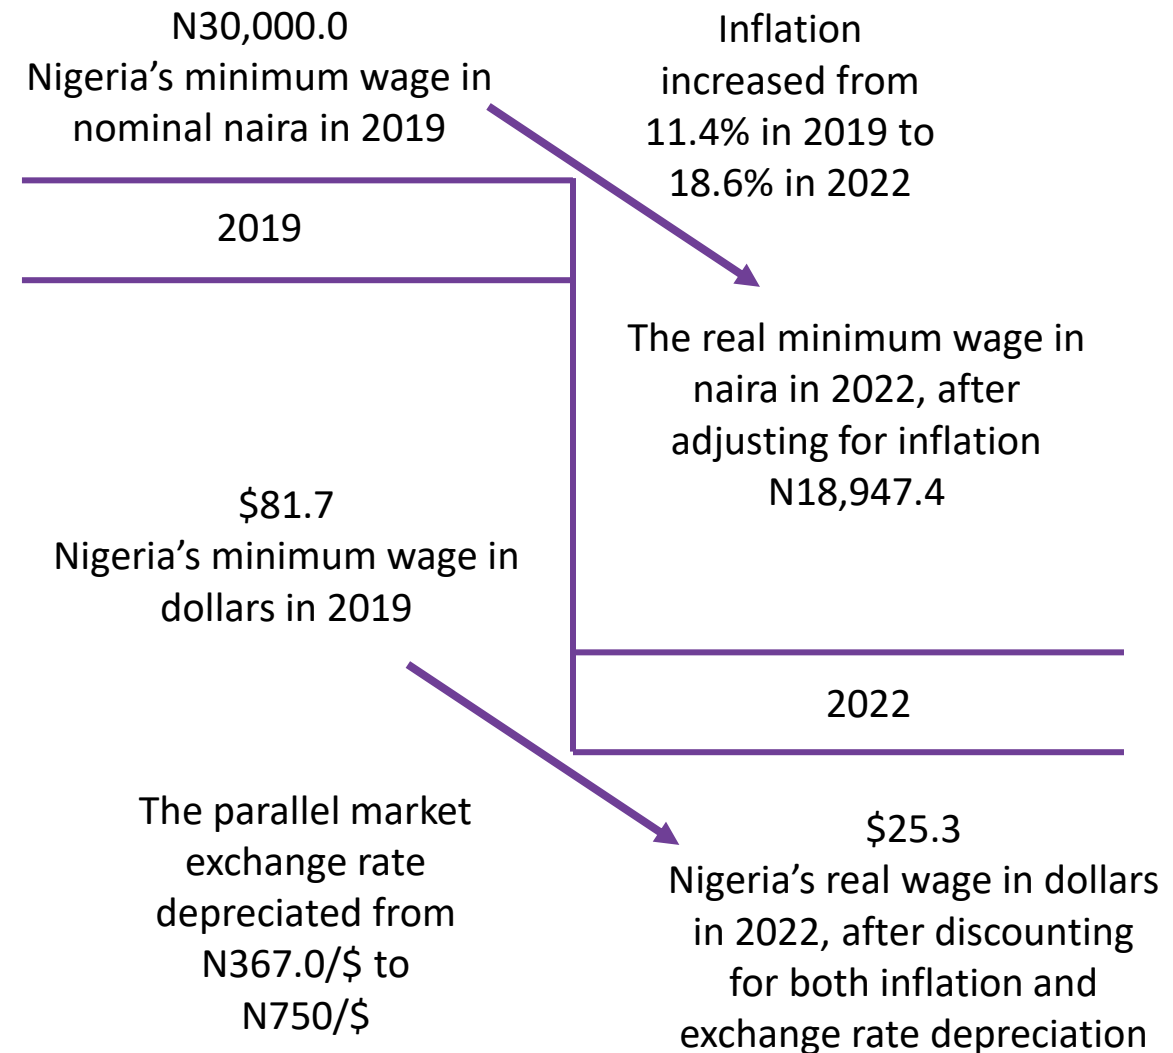 N30,000.0
Nigeria’s minimum wage in
nominal naira in 2019
Inflation
increased from
11.4% in 2019 to
18.6% in 2022
2019
The real minimum wage in
naira in 2022, after
adjusting for inflation
N18,947.4
$81.7
Nigeria’s minimum wage in
dollars in 2019
2022
The parallel market
exchange rate
depreciated from
N367.0/$ to
N750/$
$25.3
Nigeria’s real wage in dollars
in 2022, after discounting
for both inflation and
exchange rate depreciation